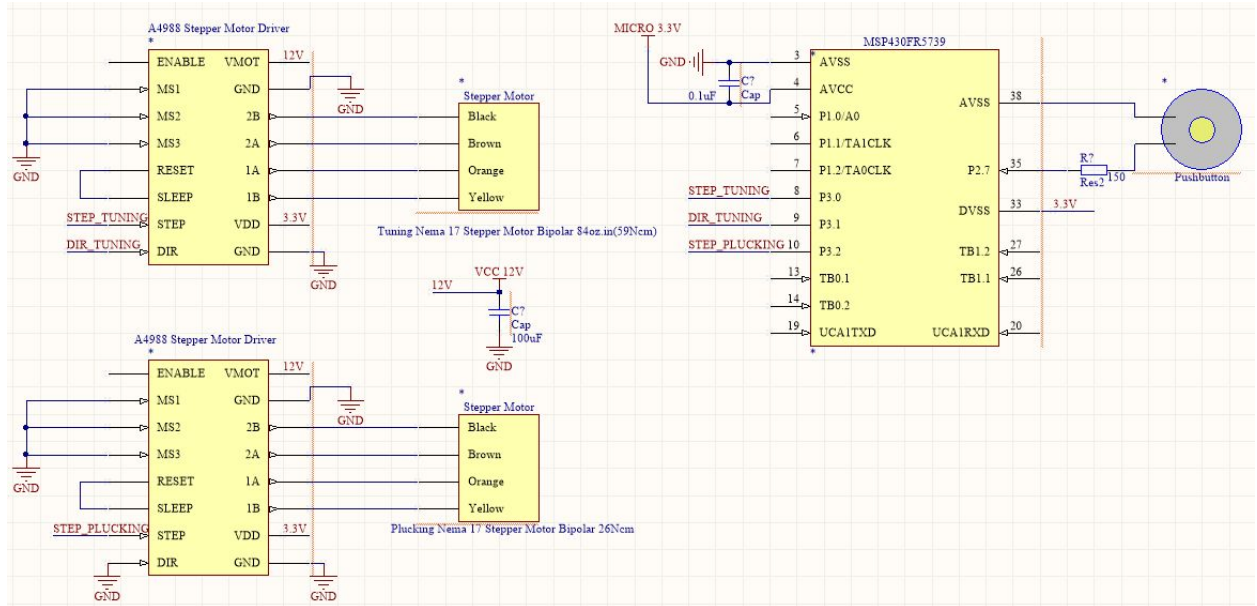 A4988 Stepper Motor Driver
*
ENABLE VMOT 12V
MS1 GND
GND
MS2 2B
MS3 2A
GND
RESET 1A
SLEEP 1B
STEP_TUNING STEP VDD 3.3V
DIR_TUNING DIR GND
GND
*
Stepper Motor
Black
Brown
Orange
Yellow
Tuning Nema 17 Stepper Motor Bipolar 84oz.in(59Ncm)
12V
VCC 12V
C?
Cap
100uF
GND
A4988 Stepper Motor Driver
*
ENABLE VMOT 12V
MS1 GND
GND
MS2 2B
MS3 2A
GND
RESET 1A
SLEEP 1B
STEP_PLUCKING STEP VDD 3.3V
DIR GND
GND
GND
*
Stepper Motor
Black
Brown
Orange
Yellow
Plucking Nema 17 Stepper Motor Bipolar 26Ncm
MICRO 3.3V
GND
C?
0.1uF Cap
MSP430FR5739
*
3 AVSS
4 AVCC
AVSS 38
5 P1.0/A0
6 P1.1/TA1CLK
7 P1.2/TA0CLK
P2.7 35
STEP_TUNING 8 P3.0
DIR_TUNING 9 P3.1
DVSS 33 3.3V
STEP_PLUCKING 10 P3.2
TB1.2 27
13 TB0.1
TB1.1 26
14 TB0.2
19 UCA1TXD
UCA1RXD 20
*
*
R?
Res2 150
Pushbutton